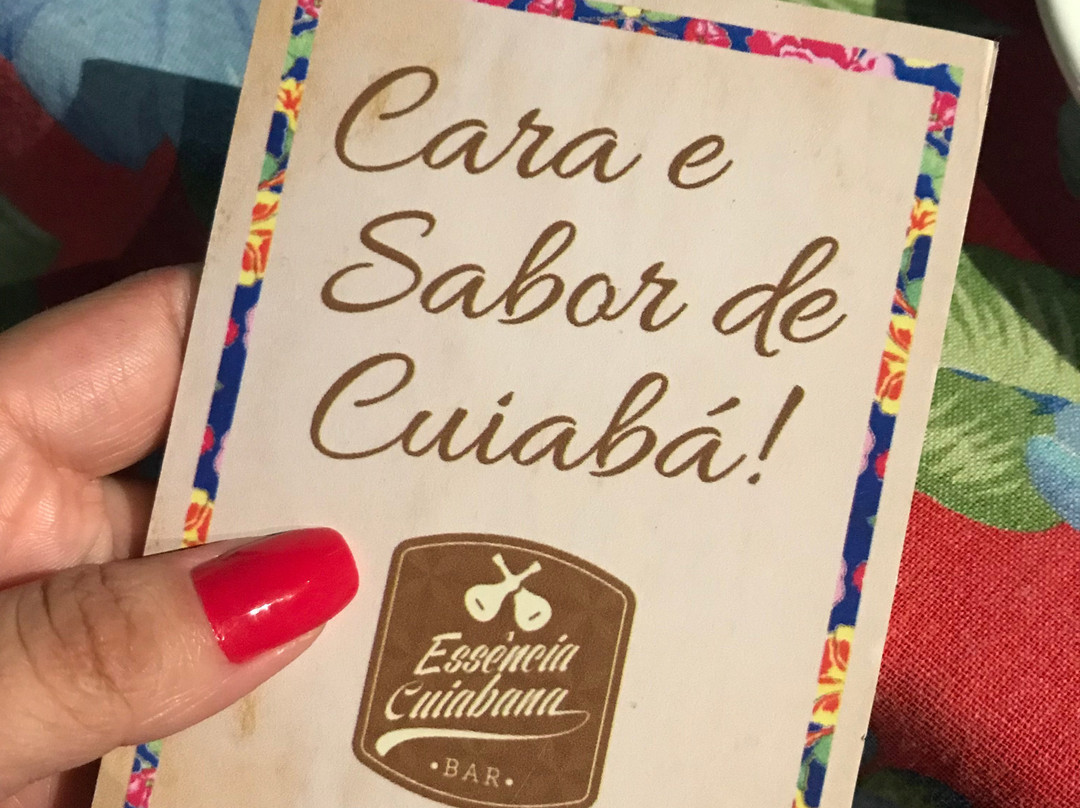 Cara e
Sabor de
Cuiabá!
Essência
Cuiabana
•BAR•